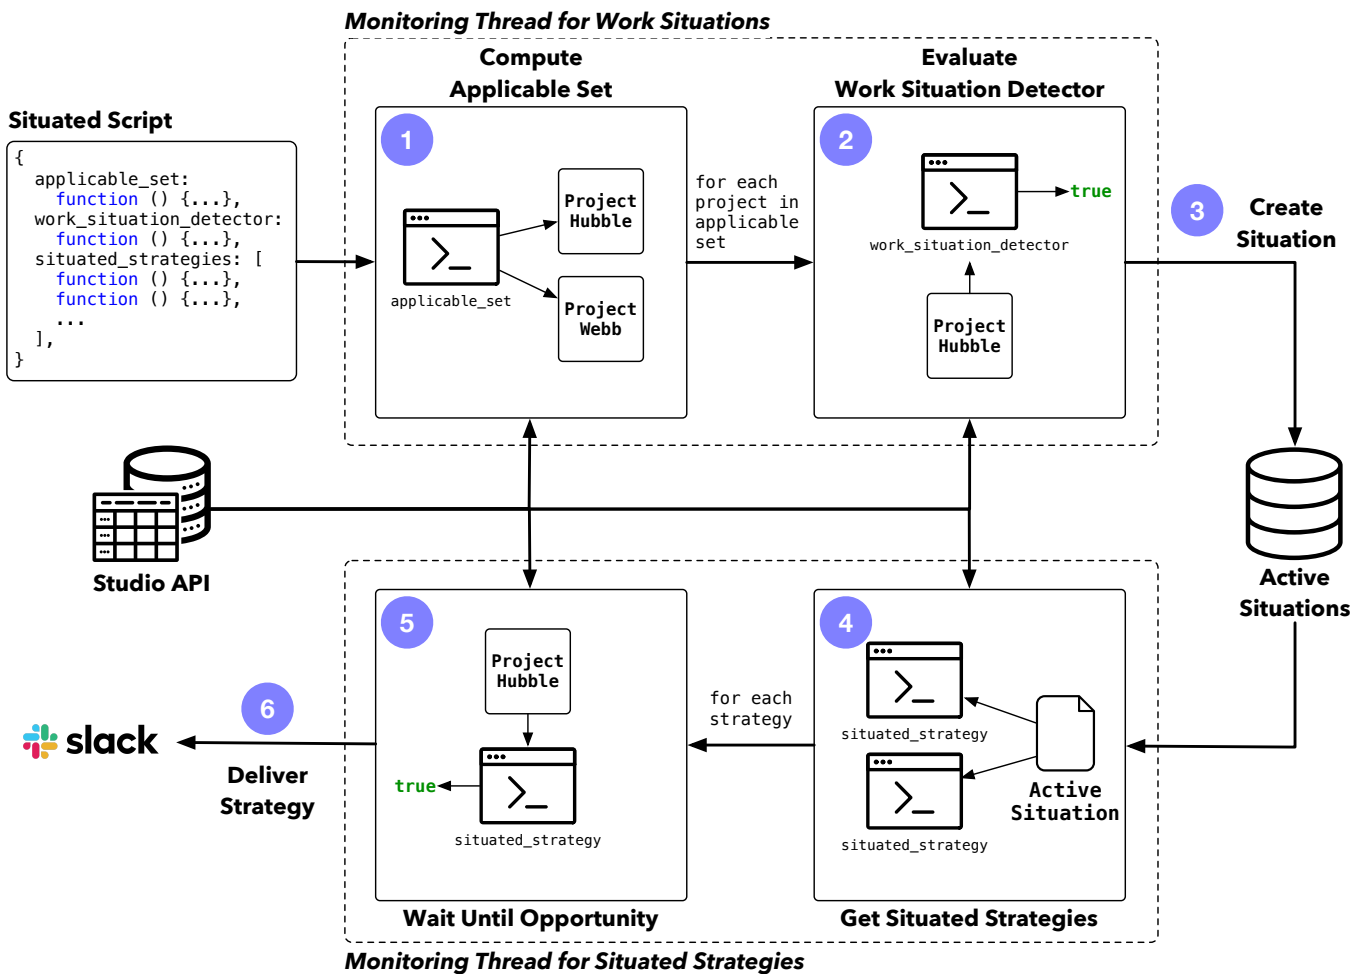 Monitoring Thread for Work Situations
Compute
Applicable Set
Evaluate
Work Situation Detector
Situated Script
{
  applicable_set:
    function () {...},
  work_situation_detector:
    function () {...},
  situated_strategies: [
    function () {...},
    function () {...},
    ...
  ],
}
1
Project
Hubble
applicable_set
Project
Webb
for each
project in
applicable
set
2
true
work_situation_detector
Project
Hubble
3
Create
Situation
Studio API
Active
Situations
4
situated_strategy
situated_strategy
Active
Situation
Get Situated Strategies
for each
strategy
5
Project
Hubble
true
situated_strategy
Wait Until Opportunity
6
slack
Deliver
Strategy
Monitoring Thread for Situated Strategies